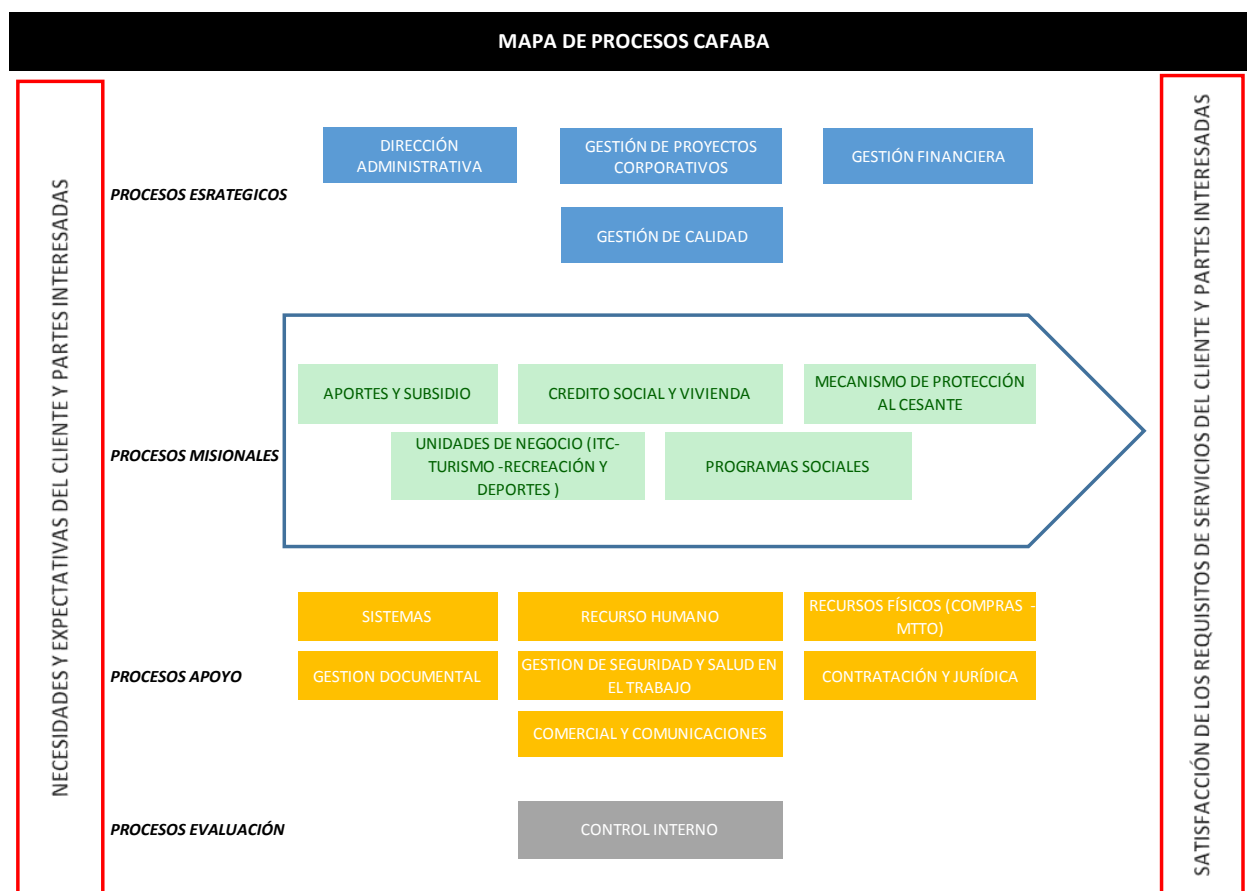 MAPA DE PROCESOS CAFABA
NECESIDADES Y EXPECTATIVAS DEL CLIENTE Y PARTES INTERESADAS
PROCESOS ESRATEGICOS
DIRECCIÓN
ADMINISTRATIVA
GESTIÓN DE PROYECTOS
CORPORATIVOS
GESTIÓN FINANCIERA
GESTIÓN DE CALIDAD
PROCESOS MISIONALES
APORTES Y SUBSIDIO
CREDITO SOCIAL Y VIVIENDA
MECANISMO DE PROTECCIÓN
AL CESANTE
UNIDADES DE NEGOCIO (ITC-
TURISMO -RECREACIÓN Y
DEPORTES )
PROGRAMAS SOCIALES
PROCESOS APOYO
SISTEMAS
RECURSO HUMANO
RECURSOS FÍSICOS (COMPRAS -
MTTO)
GESTION DOCUMENTAL
GESTION DE SEGURIDAD Y SALUD EN
EL TRABAJO
CONTRATACIÓN Y JURÍDICA
COMERCIAL Y COMUNICACIONES
PROCESOS EVALUACIÓN
CONTROL INTERNO
SATISFACCIÓN DE LOS REQUISITOS DE SERVICIOS DEL CLIENTE Y PARTES INTERESADAS